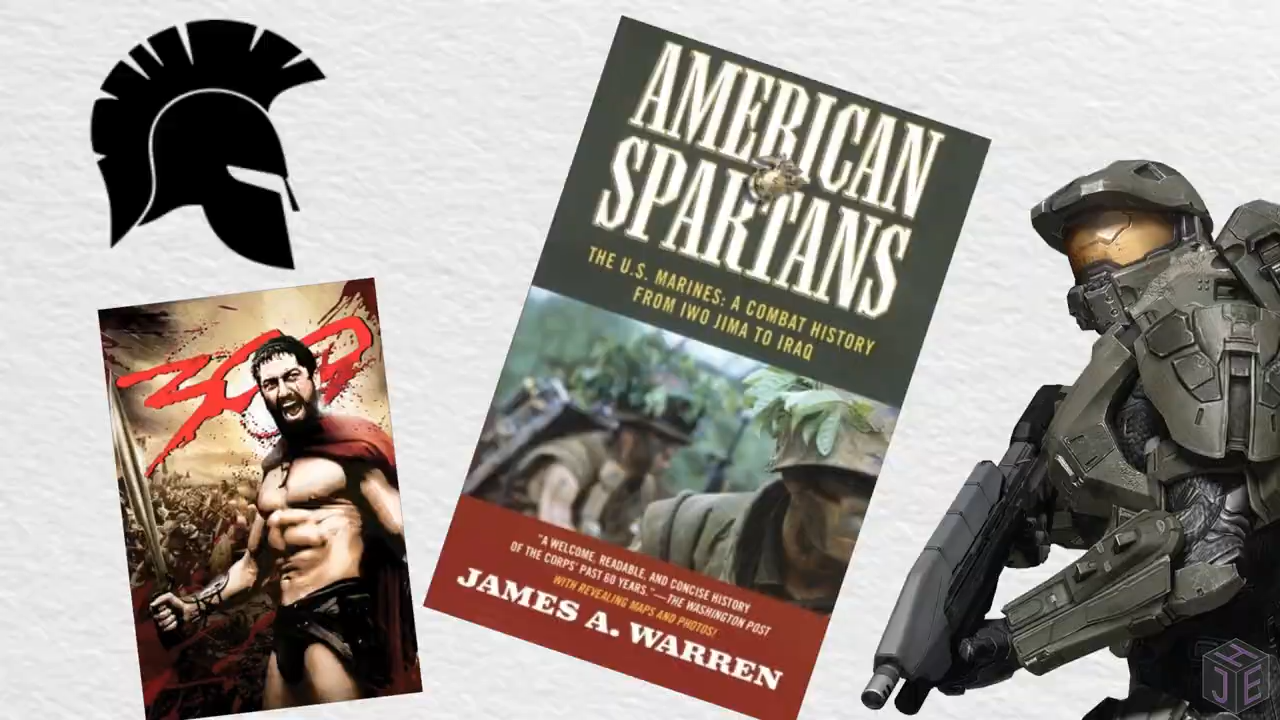 300
AMERICAN
SPARTANS
THE U.S. MARINES: A COMBAT HISTORY
FROM IWO JIMA TO IRAQ
"A WELCOME, READABLE, AND CONCISE HISTORY
OF THE CORPS' PAST 60 YEARS."—THE WASHINGTON POST
WITH REVEALING MAPS AND PHOTOS!
JAMES A. WARREN
H
J E